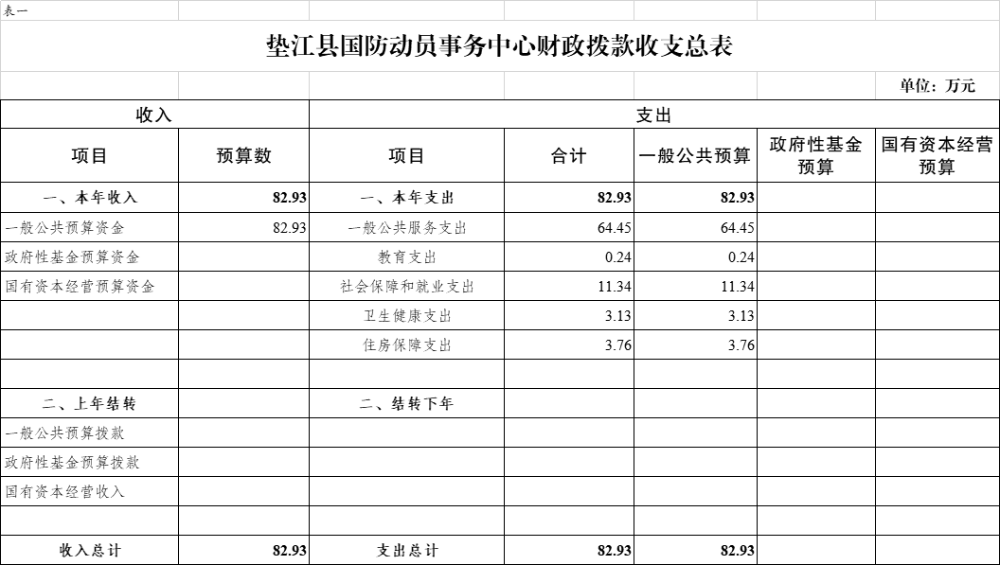 表一
垫江县国防动员事务中心财政拨款收支总表
单位：万元
收入 支出
项目 预算数 项目 合计 一般公共预算 政府性基金预算 国有资本经营预算
一、本年收入 82.93 一、本年支出 82.93 82.93
一般公共预算资金 82.93 一般公共服务支出 64.45 64.45
政府性基金预算资金 教育支出 0.24 0.24
国有资本经营预算资金 社会保障和就业支出 11.34 11.34
卫生健康支出 3.13 3.13
住房保障支出 3.76 3.76
二、上年结转 二、结转下年
一般公共预算拨款
政府性基金预算拨款
国有资本经营收入
收入总计 82.93 支出总计 82.93 82.93